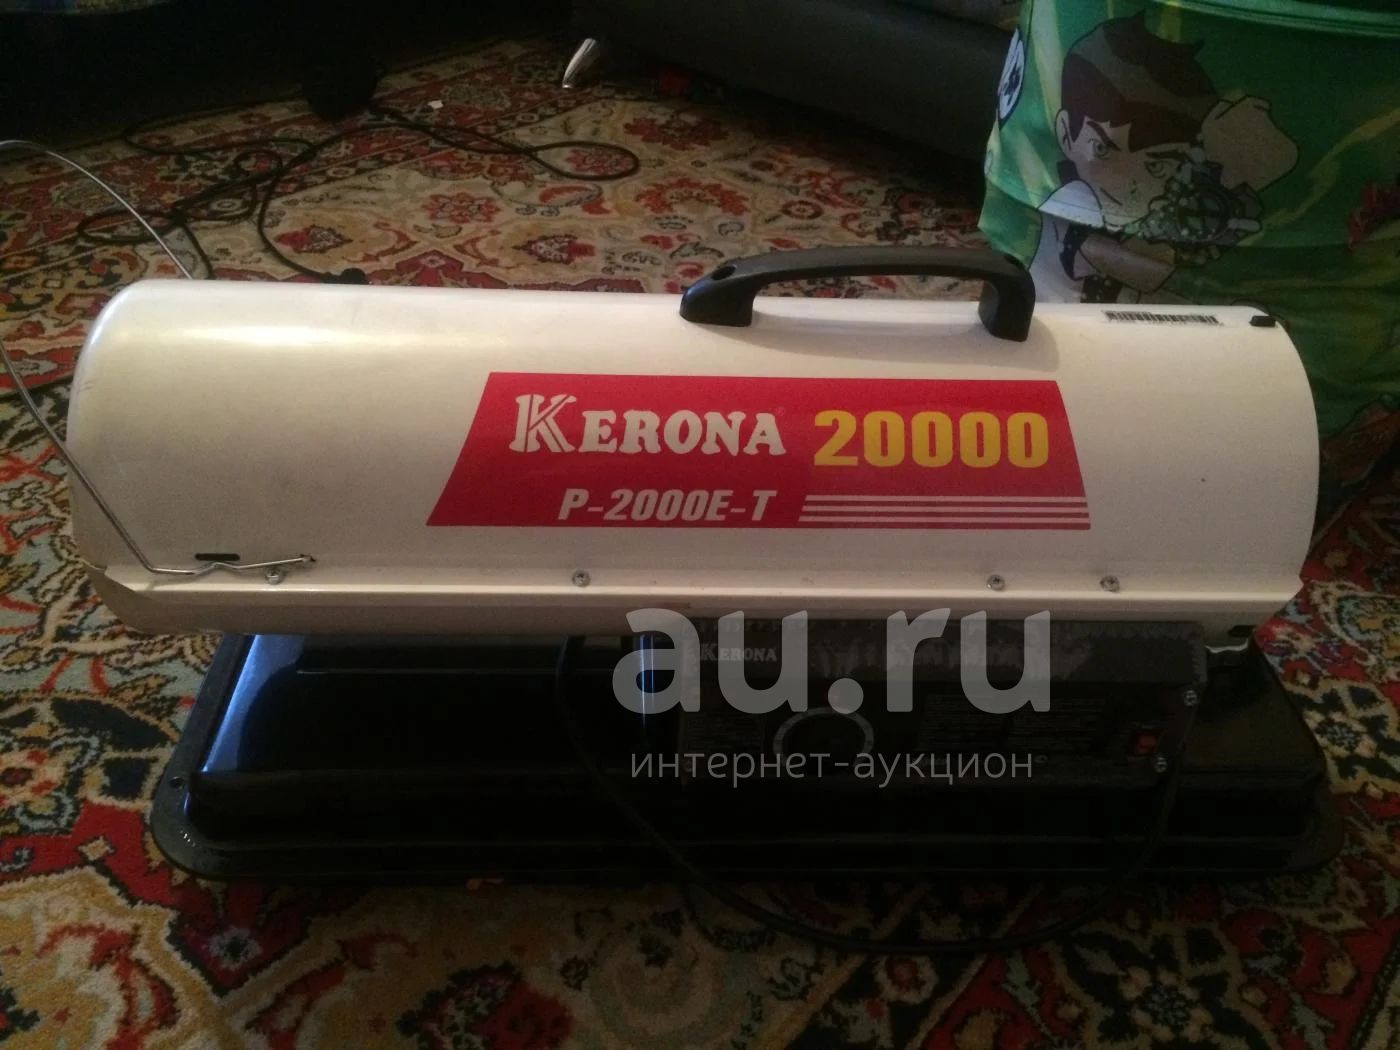 KERONA 20000
P-2000E-T
KERONA
au.ru
интернет-аукцион